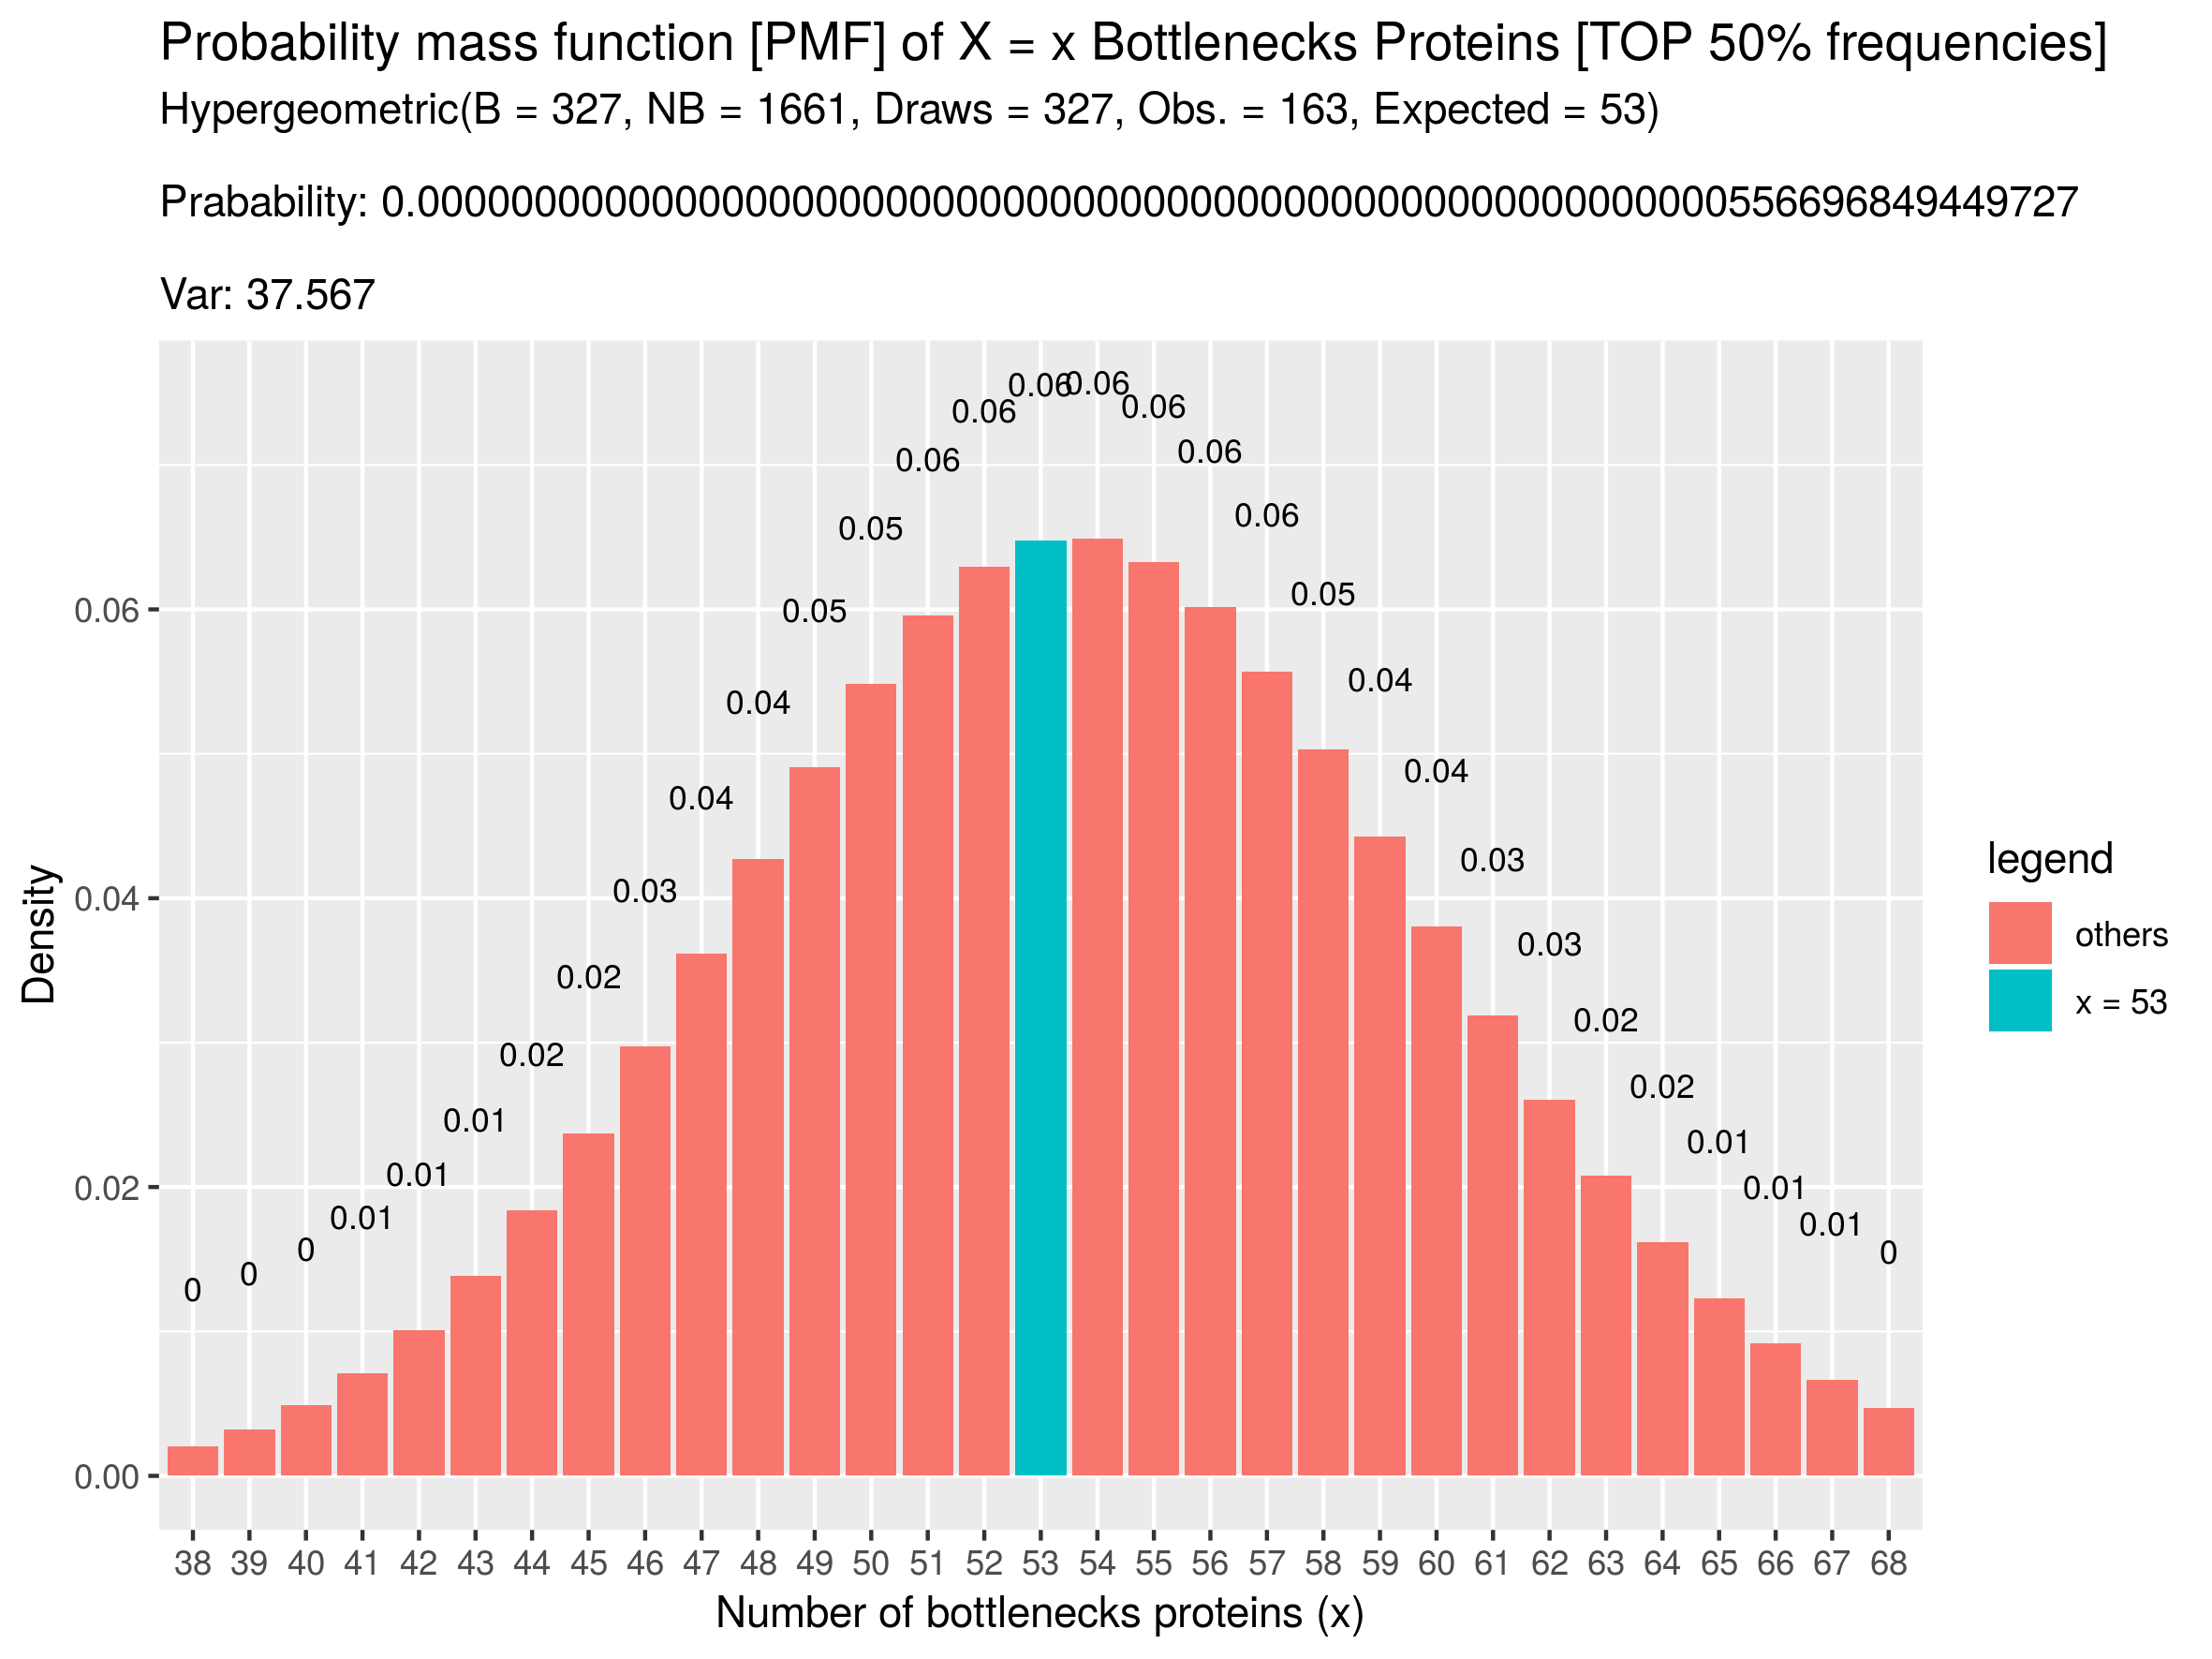 Probability mass function [PMF] of X = x Bottlenecks Proteins [TOP 50% frequencies]
Hypergeometric(B = 327, NB = 1661, Draws = 327, Obs. = 163, Expected = 53)
Prabability: 0.00000000000000000000000000000000000000000000000000000000556696849449727
Var: 37.567
0.06 0.06
0.06 0.06
0.06 0.06
0.05 0.06
0.05 0.05
0.04 0.04
0.04 0.04
0.03 0.03
0.02 0.03
0.02 0.02
0.01 0.02
0.01 0.01
0.01 0.01
0 0.01
0 0
0
0.06
0.04
0.02
0.00
Density
38 39 40 41 42 43 44 45 46 47 48 49 50 51 52 53 54 55 56 57 58 59 60 61 62 63 64 65 66 67 68
Number of bottlenecks proteins (x)
legend
others
x = 53